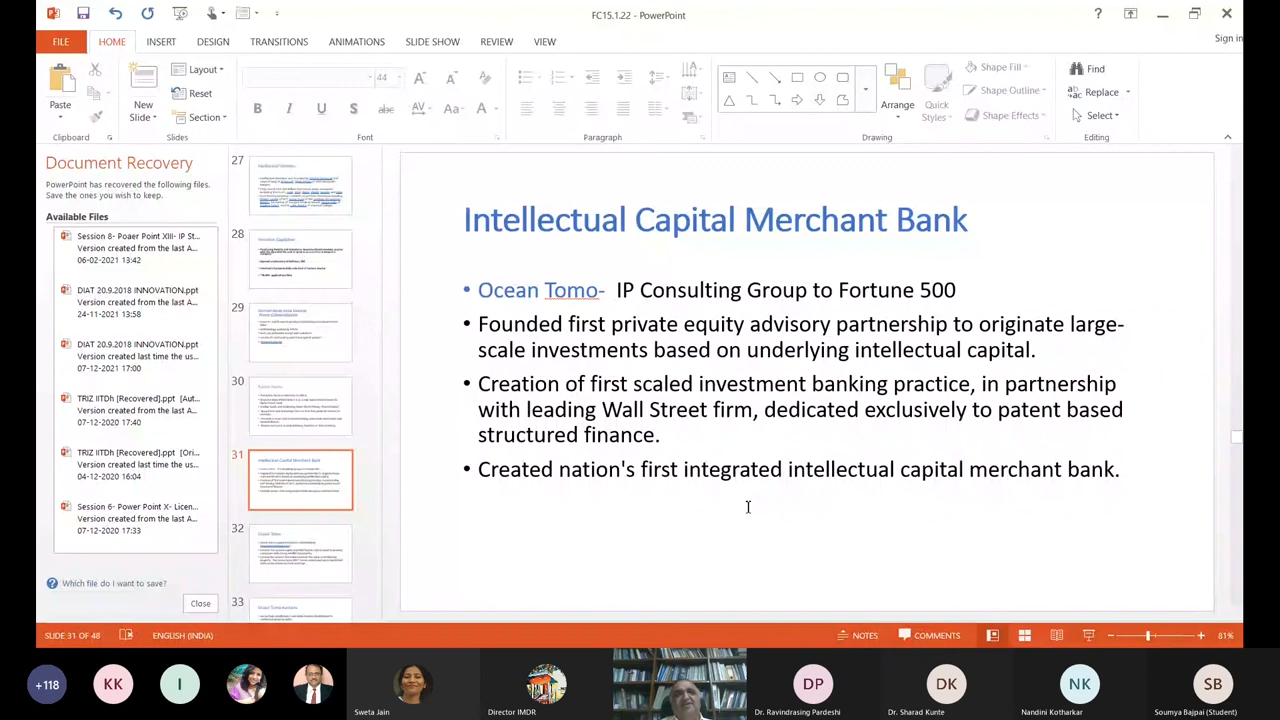 FC15.1.22 - PowerPoint
Sign in
FILE
HOME
INSERT
DESIGN
TRANSITIONS
ANIMATIONS
SLIDE SHOW
REVIEW
VIEW
Paste
New
Slide
Layout
Reset
Section
44
Shape Fill
Shape Outline
Shape Effects
Arrange
Quick
Styles
Find
Replace
Select
Clipboard
Slides
Font
Paragraph
Drawing
Editing
Document Recovery
PowerPoint has recovered the following files.
Save the ones you wish to keep.
Available Files
Session 8- Poaer Point XIII- IP St...
Version created from the last A...
06-02-2021 13:42
DIAT 20.9.2018 INNOVATION.ppt
Version created from the last A...
24-11-2021 13:58
DIAT 20.9.2018 INNOVATION.ppt
Version created last time the us...
07-12-2020 17:00
TRIZ IITDh [Recovered].ppt [Aut...
Version created from the last A...
07-12-2020 17:40
TRIZ IITDh [Recovered].ppt [Ori...
Version created last time the us...
04-12-2020 16:04
Session 6- Power Point X- Licen...
Version created from the last A...
07-12-2020 17:33
Which file do I want to save?
Close
27
28
29
30
31
Intellectual Capital Merchant Bank
32
33
Intellectual Capital Merchant Bank
• Ocean Tomo- IP Consulting Group to Fortune 500
• Founded first private equity advisory partnership to originate large-
scale investments based on underlying intellectual capital.
• Creation of first scaled investment banking practice, in partnership
with leading Wall Street firm, dedicated exclusively to patent based
structured finance.
• Created nation's first integrated intellectual capital merchant bank.
SLIDE 31 OF 48
ENGLISH (INDIA)
NOTES
COMMENTS
81%
+118
KK
I
Sweta Jain
Director IMDR
DP
Dr. Ravindrasing Pardeshi
DK
Dr. Sharad Kunte
NK
Nandini Kotharkar
SB
Soumya Bajpai (Student)